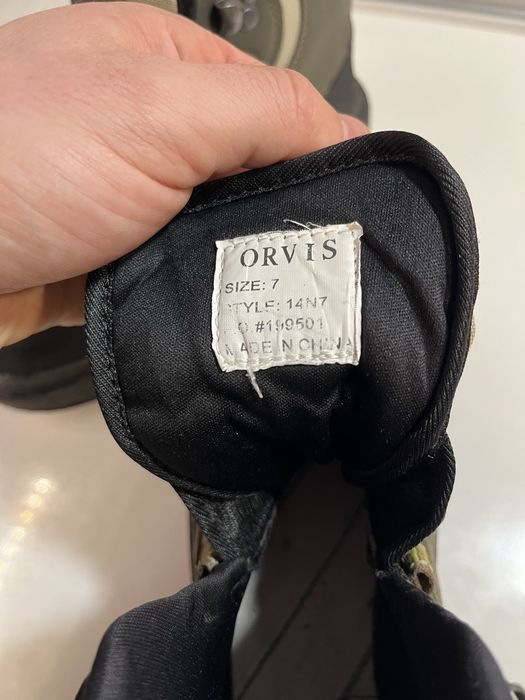 ORVIS
SIZE: 7
STYLE: 14N7
O.#199501
MADE IN CHINA